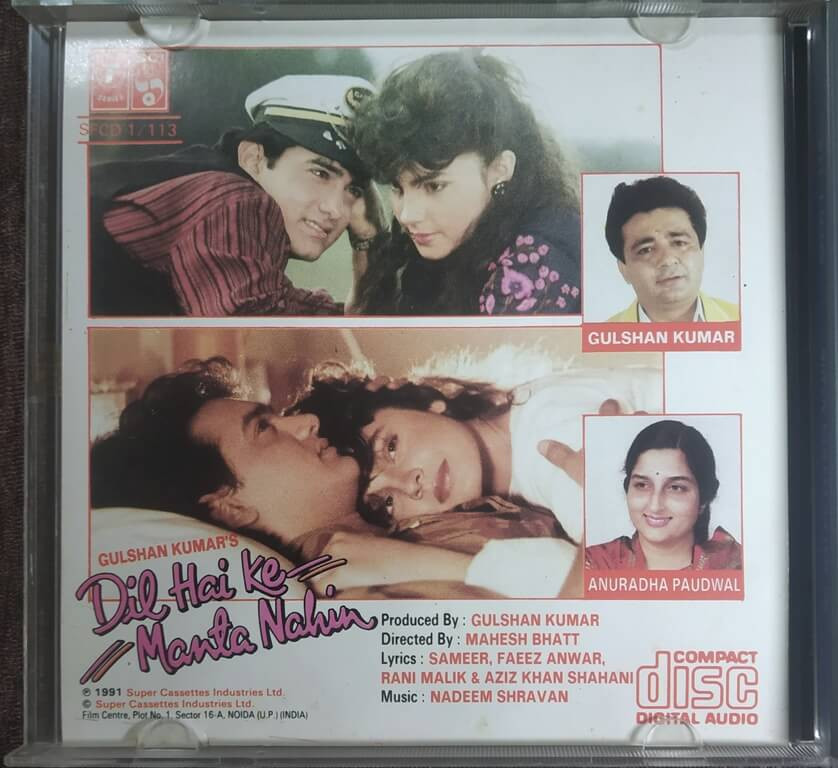 SERIES
SFCD 1/113
GULSHAN KUMAR
ANURADHA PAUDWAL
GULSHAN KUMAR'S
Dil Hai Ke
Manta Nahin
Produced By : GULSHAN KUMAR
Directed By : MAHESH BHATT
Lyrics : SAMEER, FAEEZ ANWAR,
RANI MALIK & AZIZ KHAN SHAHANI
Music : NADEEM SHRAVAN
℗ 1991 Super Cassettes Industries Ltd.
© Super Cassettes Industries Ltd.
Film Centre, Plot No. 1, Sector 16-A, NOIDA (U.P.) (INDIA)
COMPACT
disc
DIGITAL AUDIO